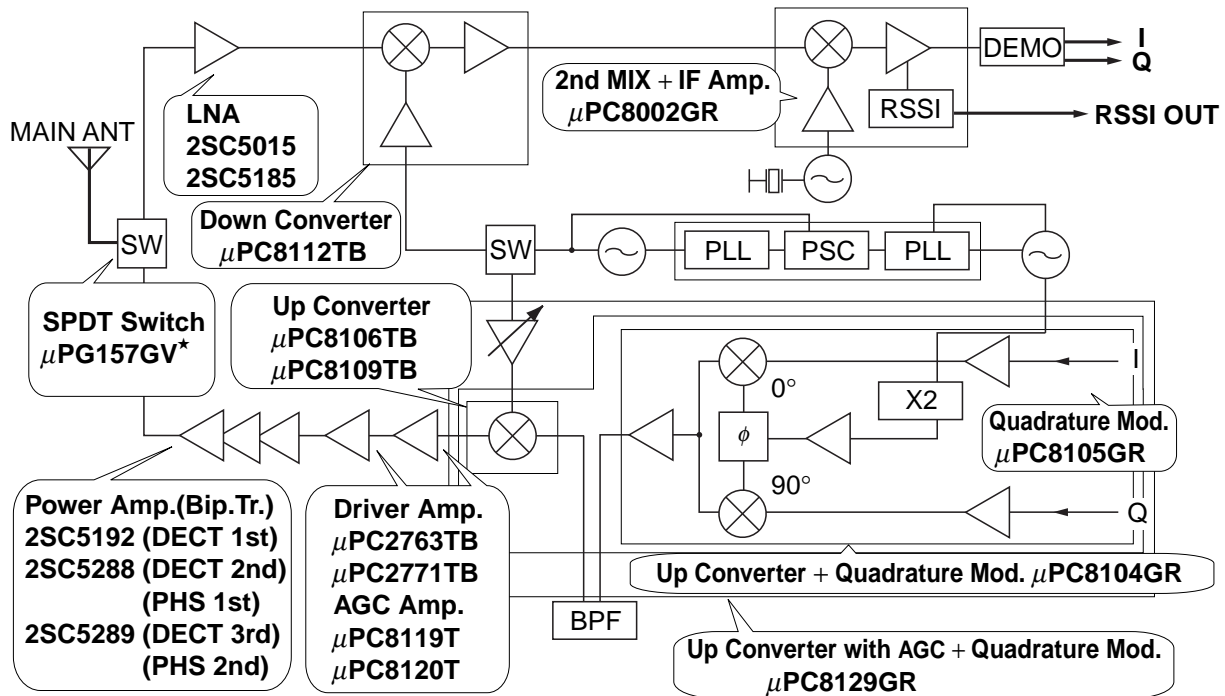 DEMO
I
Q
2nd MIX + IF Amp.
μPC8002GR
RSSI
RSSI OUT
LNA
2SC5015
2SC5185
MAIN ANT
SW
Down Converter
μPC8112TB
SW
PLL
PSC
PLL
SPDT Switch
μPG157GV★
Up Converter
μPC8106TB
μPC8109TB
0°
X2
I
ϕ
Quadrature Mod.
μPC8105GR
90°
Q
Power Amp.(Bip.Tr.)
2SC5192 (DECT 1st)
2SC5288 (DECT 2nd)
(PHS 1st)
2SC5289 (DECT 3rd)
(PHS 2nd)
Driver Amp.
μPC2763TB
μPC2771TB
AGC Amp.
μPC8119T
μPC8120T
BPF
Up Converter + Quadrature Mod. μPC8104GR
Up Converter with AGC + Quadrature Mod.
μPC8129GR